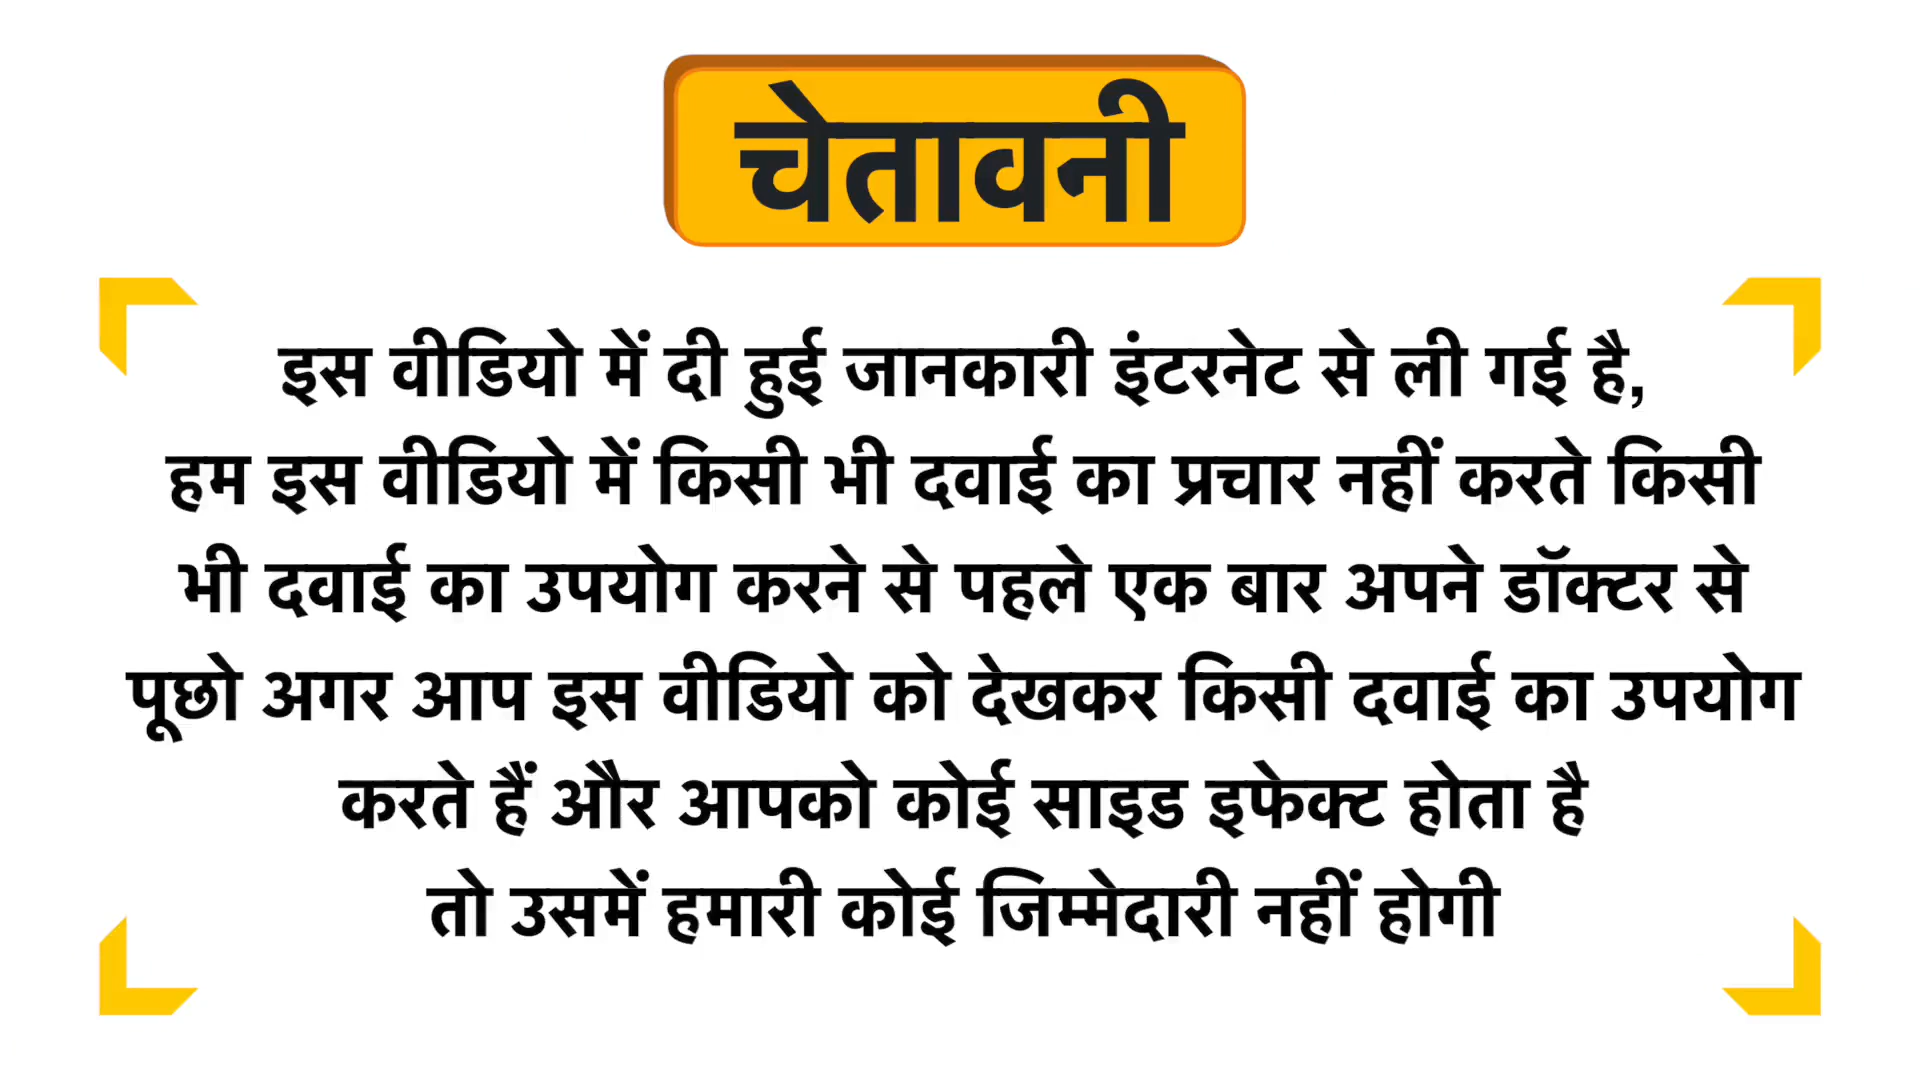 चेतावनी
इस वीडियो में दी हुई जानकारी इंटरनेट से ली गई है,
हम इस वीडियो में किसी भी दवाई का प्रचार नहीं करते किसी
भी दवाई का उपयोग करने से पहले एक बार अपने डॉक्टर से
पूछो अगर आप इस वीडियो को देखकर किसी दवाई का उपयोग
करते हैं और आपको कोई साइड इफेक्ट होता है
तो उसमें हमारी कोई जिम्मेदारी नहीं होगी